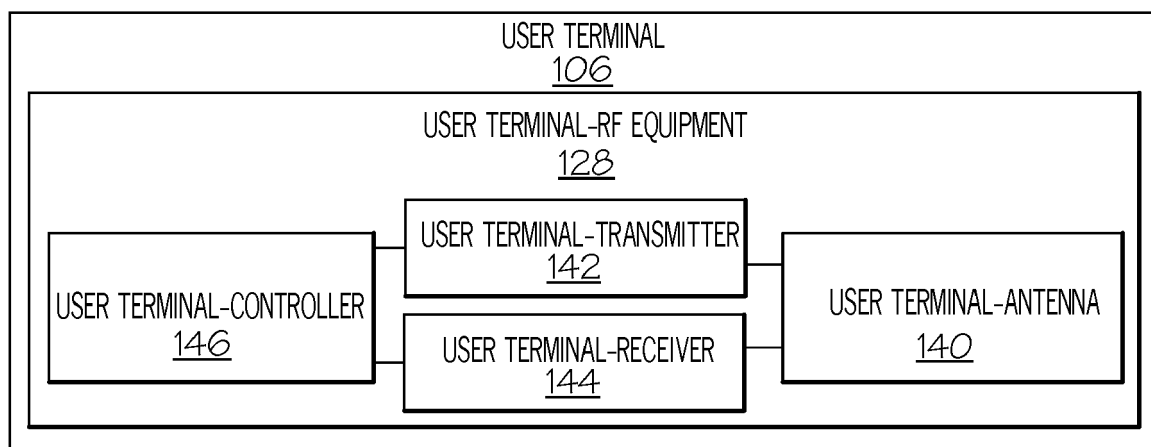 USER TERMINAL
106
USER TERMINAL-RF EQUIPMENT
128
USER TERMINAL-TRANSMITTER
142
USER TERMINAL-CONTROLLER
146
USER TERMINAL-RECEIVER
144
USER TERMINAL-ANTENNA
140